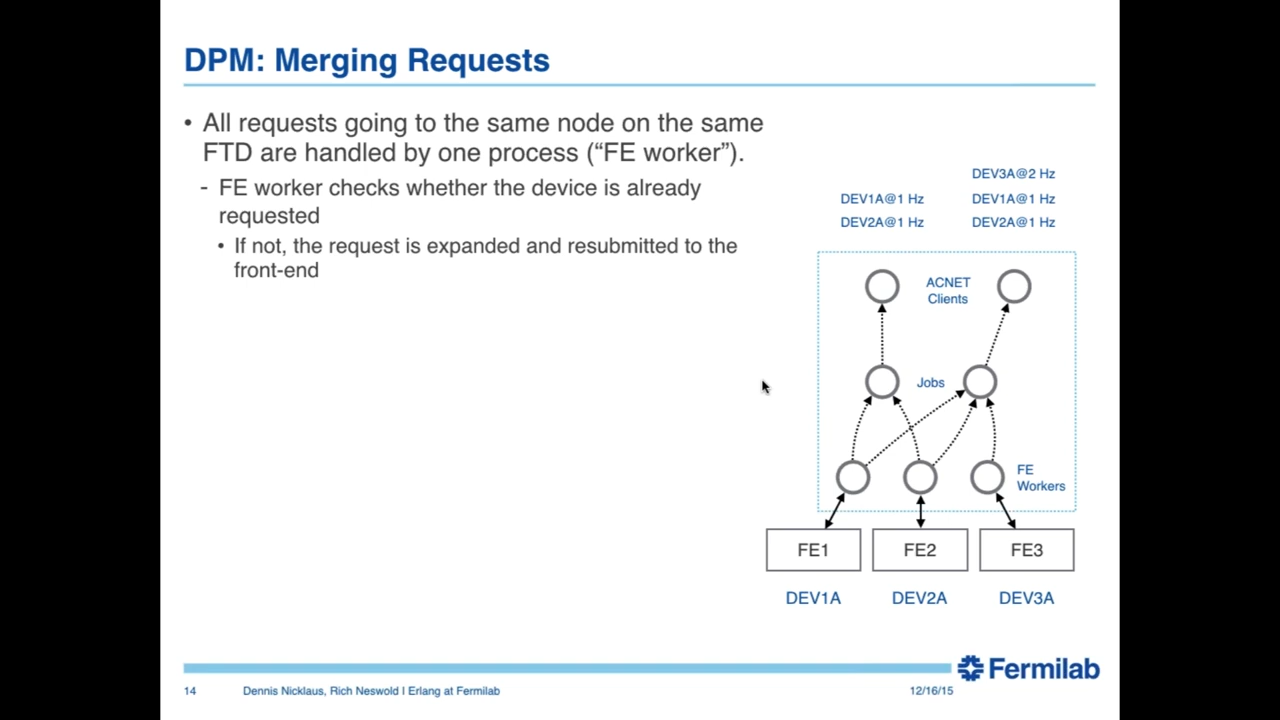 DPM: Merging Requests
• All requests going to the same node on the same
FTD are handled by one process (“FE worker”).
- FE worker checks whether the device is already
requested
• If not, the request is expanded and resubmitted to the
front-end
DEV3A@2 Hz
DEV1A@1 Hz
DEV1A@1 Hz
DEV2A@1 Hz
DEV2A@1 Hz
ACNET
Clients
Jobs
FE
Workers
FE1
FE2
FE3
DEV1A
DEV2A
DEV3A
Fermilab
14
Dennis Nicklaus, Rich Neswold I Erlang at Fermilab
12/16/15